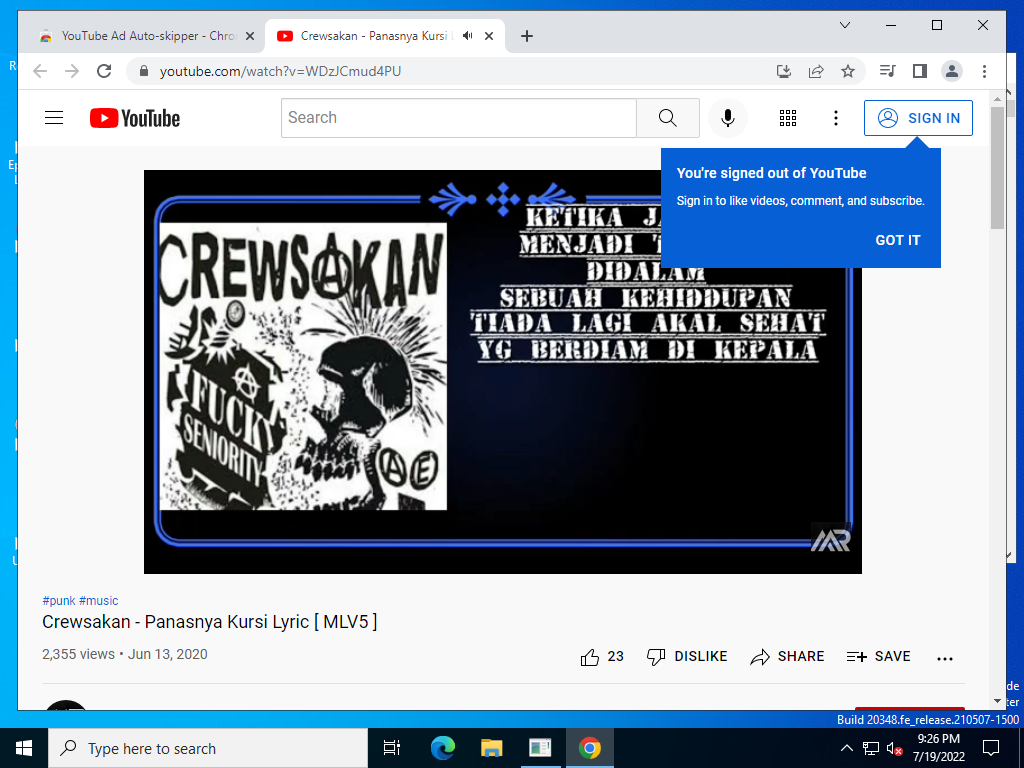 YouTube Ad Auto-skipper - Chro
Crewsakan - Panasnya Kursi L
youtube.com/watch?v=WDzJCmud4PU
YouTube
Search
SIGN IN
You're signed out of YouTube
Sign in to like videos, comment, and subscribe.
GOT IT
CREWSAKAN
FUCK
SENIORITY
A E
KETIKA JA
MENJADI T
DIDALAM
SEBUAH KEHIDDUPAN
TIADA LAGI AKAL SEHAT
YG BERDIAM DI KEPALA
#punk #music
Crewsakan - Panasnya Kursi Lyric [ MLV5 ]
2,355 views • Jun 13, 2020
23
DISLIKE
SHARE
SAVE
Build 20348.fe_release.210507-1500
Type here to search
9:26 PM
7/19/2022